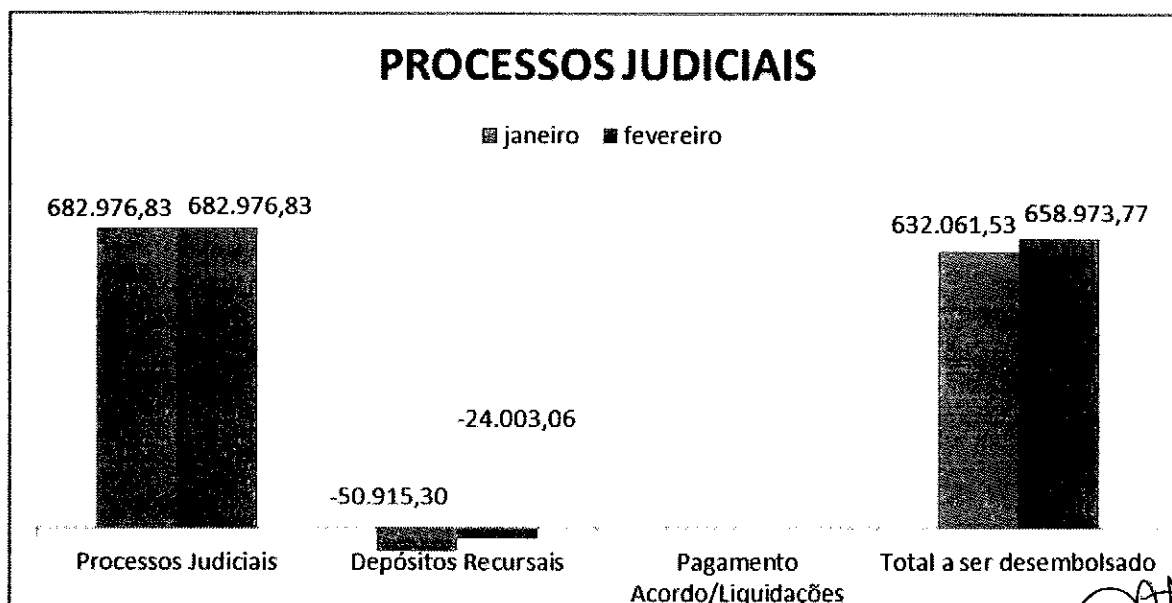 PROCESSOS JUDICIAIS
janeiro fevereiro
682.976,83 682.976,83
632.061,53 658.973,77
-24.003,06
-50.915,30
Processos Judiciais Depósitos Recursais Pagamento Acordo/Liquidações Total a ser desembolsado